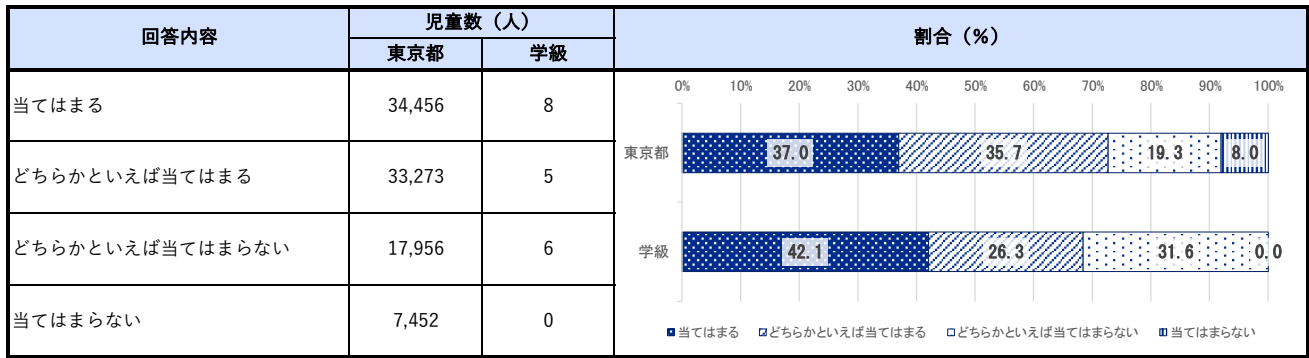 回答内容
児童数（人）
割合（%）
東京都
学級
当てはまる
34,456
8
どちらかといえば当てはまる
33,273
5
どちらかといえば当てはまらない
17,956
6
当てはまらない
7,452
0
0% 10% 20% 30% 40% 50% 60% 70% 80% 90% 100%
東京都
37.0 35.7 19.3 8.0
学級
42.1 26.3 31.6 0.0
当てはまる どちらかといえば当てはまる どちらかといえば当てはまらない 当てはまらない